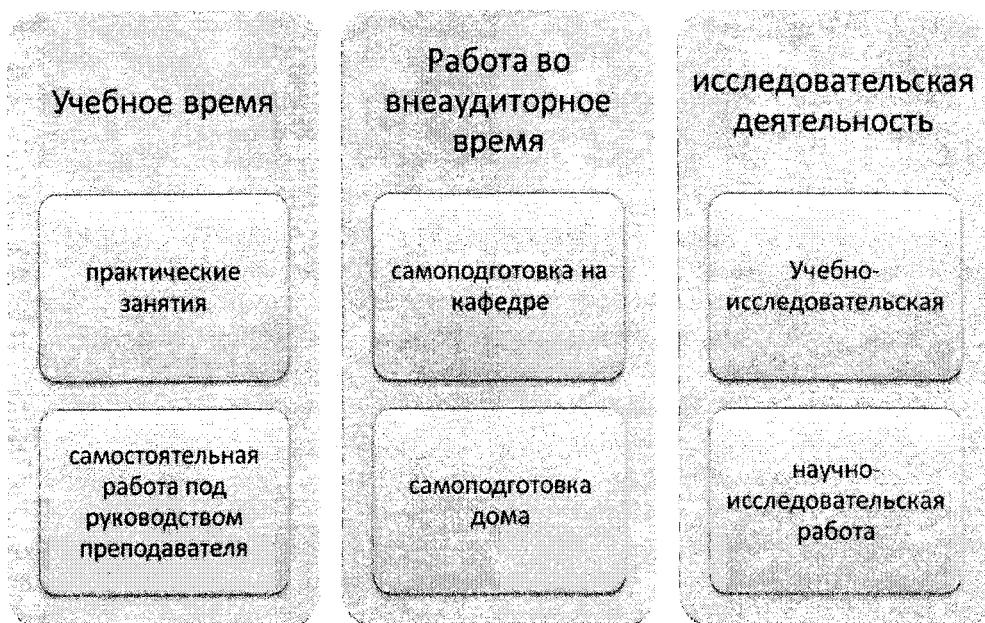 Учебное время
практические
занятия
самостоятельная
работа под
руководством
преподавателя
Работа во
внеаудиторное
время
самоподготовка на
кафедре
самоподготовка
дома
исследовательская
деятельность
Учебно-
исследовательская
научно-
исследовательская
работа